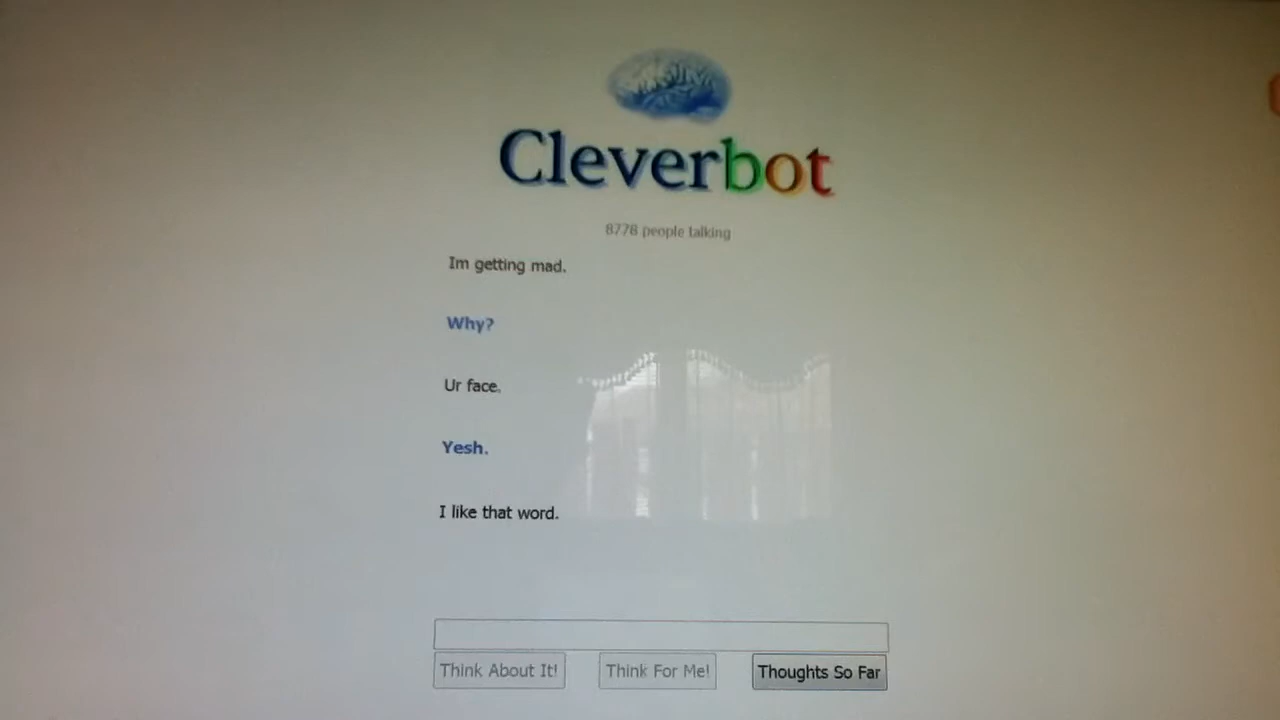 Cleverbot
8778 people talking
Im getting mad.
Why?
Ur face.
Yesh.
I like that word.
Think About It!
Think For Me!
Thoughts So Far